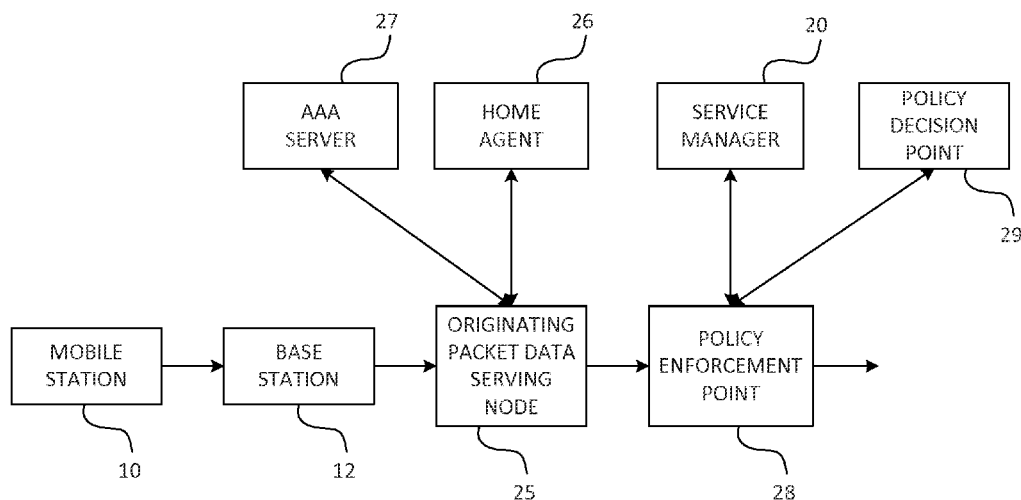 27
26
20
AAA
SERVER
HOME
AGENT
SERVICE
MANAGER
POLICY
DECISION
POINT
29
MOBILE
STATION
BASE
STATION
ORIGINATING
PACKET DATA
SERVING
NODE
POLICY
ENFORCEMENT
POINT
10
12
25
28